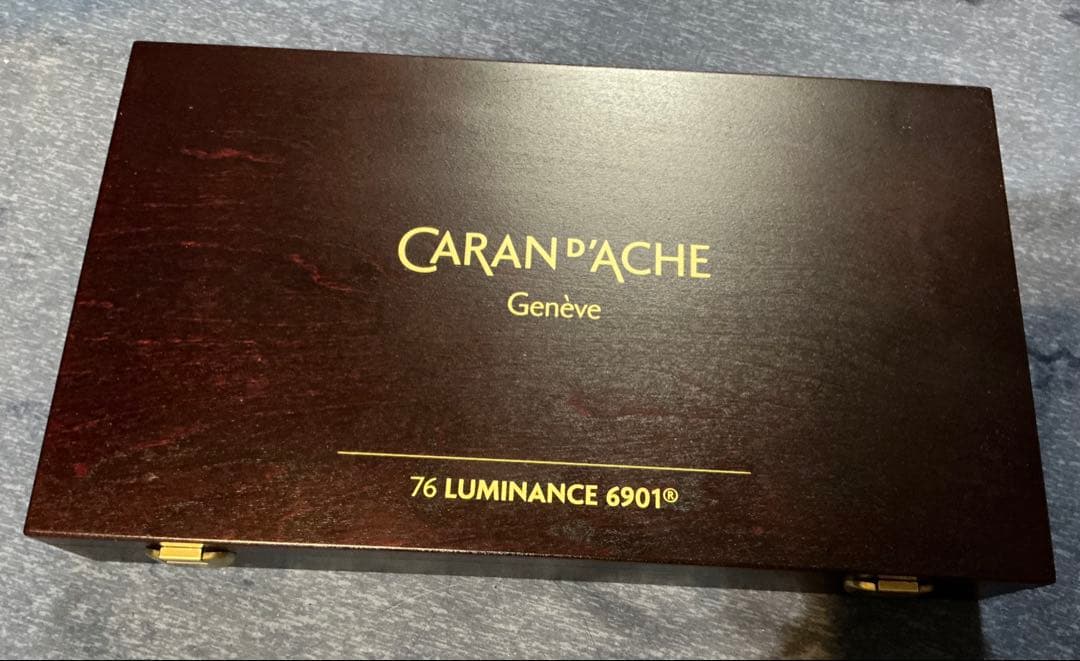 CARAN D'ACHE
Genève
76 LUMINANCE 6901®